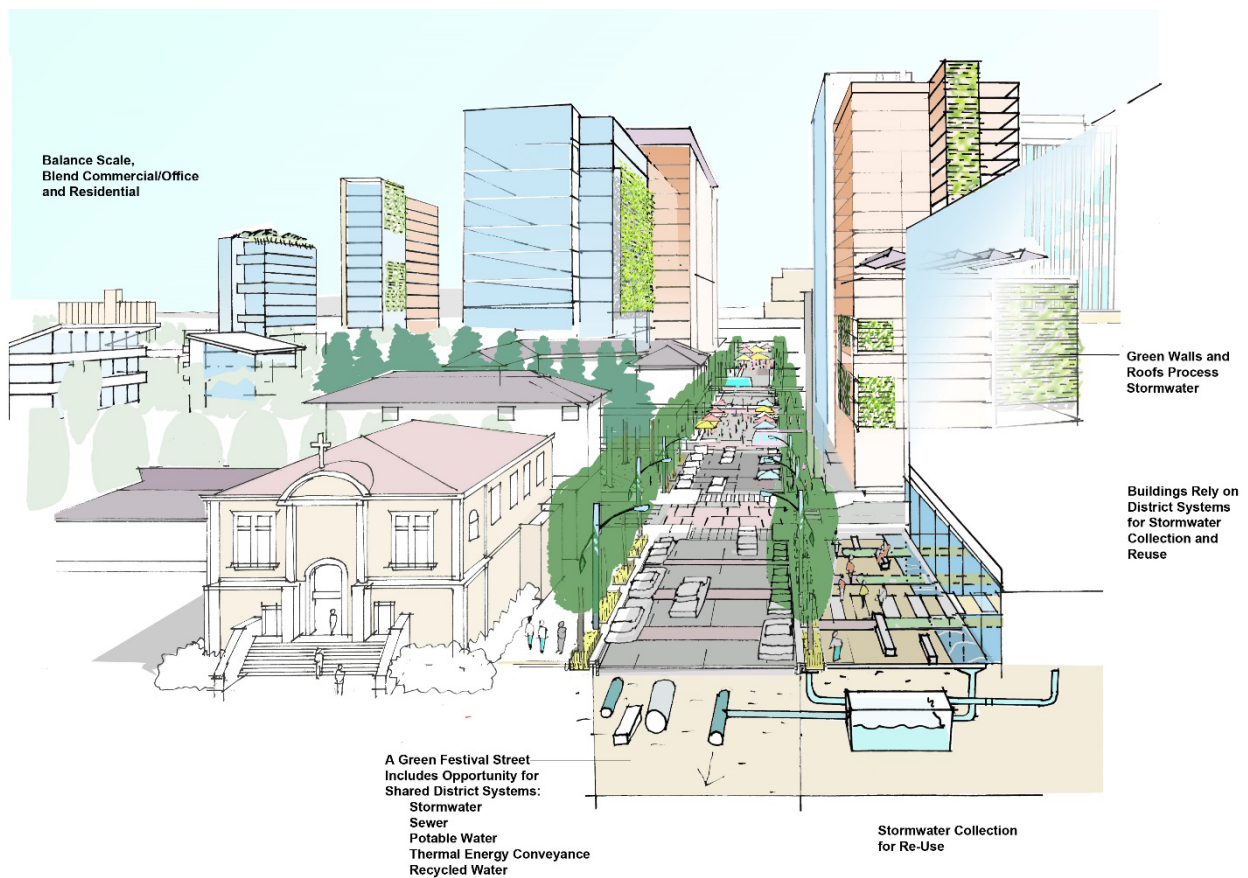 Balance Scale,
Blend Commercial/Office
and Residential
Green Walls and
Roofs Process
Stormwater
Buildings Rely on
District Systems
for Stormwater
Collection and
Reuse
A Green Festival Street
Includes Opportunity for
Shared District Systems:
Stormwater
Sewer
Potable Water
Thermal Energy Conveyance
Recycled Water
Stormwater Collection
for Re-Use